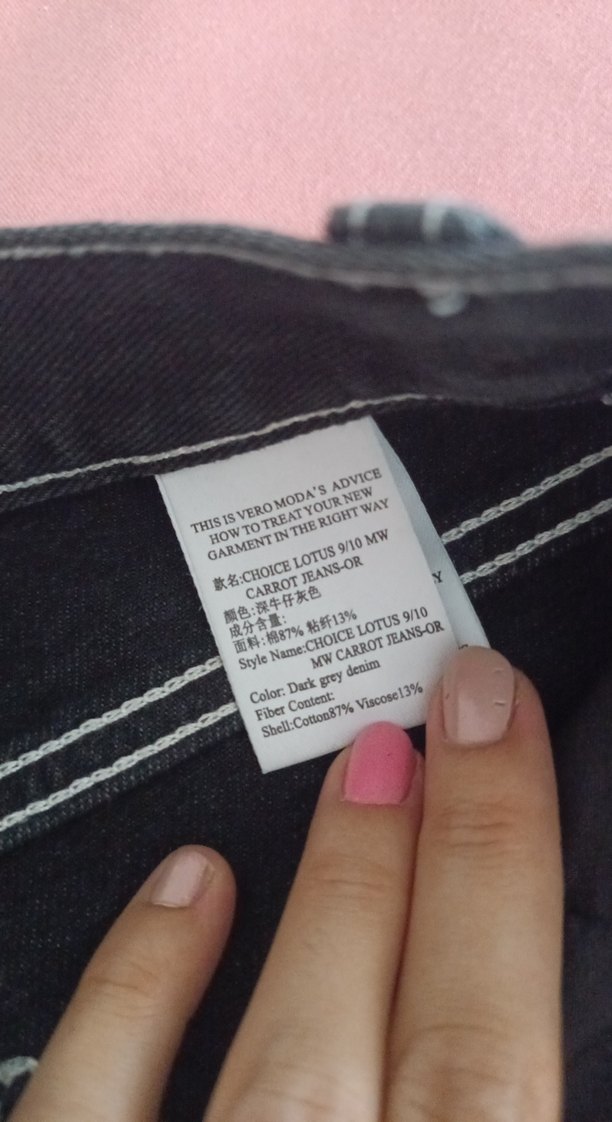 THIS IS VERO MODA'S ADVICE
HOW TO TREAT YOUR NEW
GARMENT IN THE RIGHT WAY
款名:CHOICE LOTUS 9/10 MW
CARROT JEANS-OR
颜色:深牛仔灰色
成分含量:
面料:棉87% 粘纤13%
Style Name:CHOICE LOTUS 9/10
MW CARROT JEANS-OR
Color: Dark grey denim
Fiber Content:
Shell:Cotton87% Viscose13%
Y